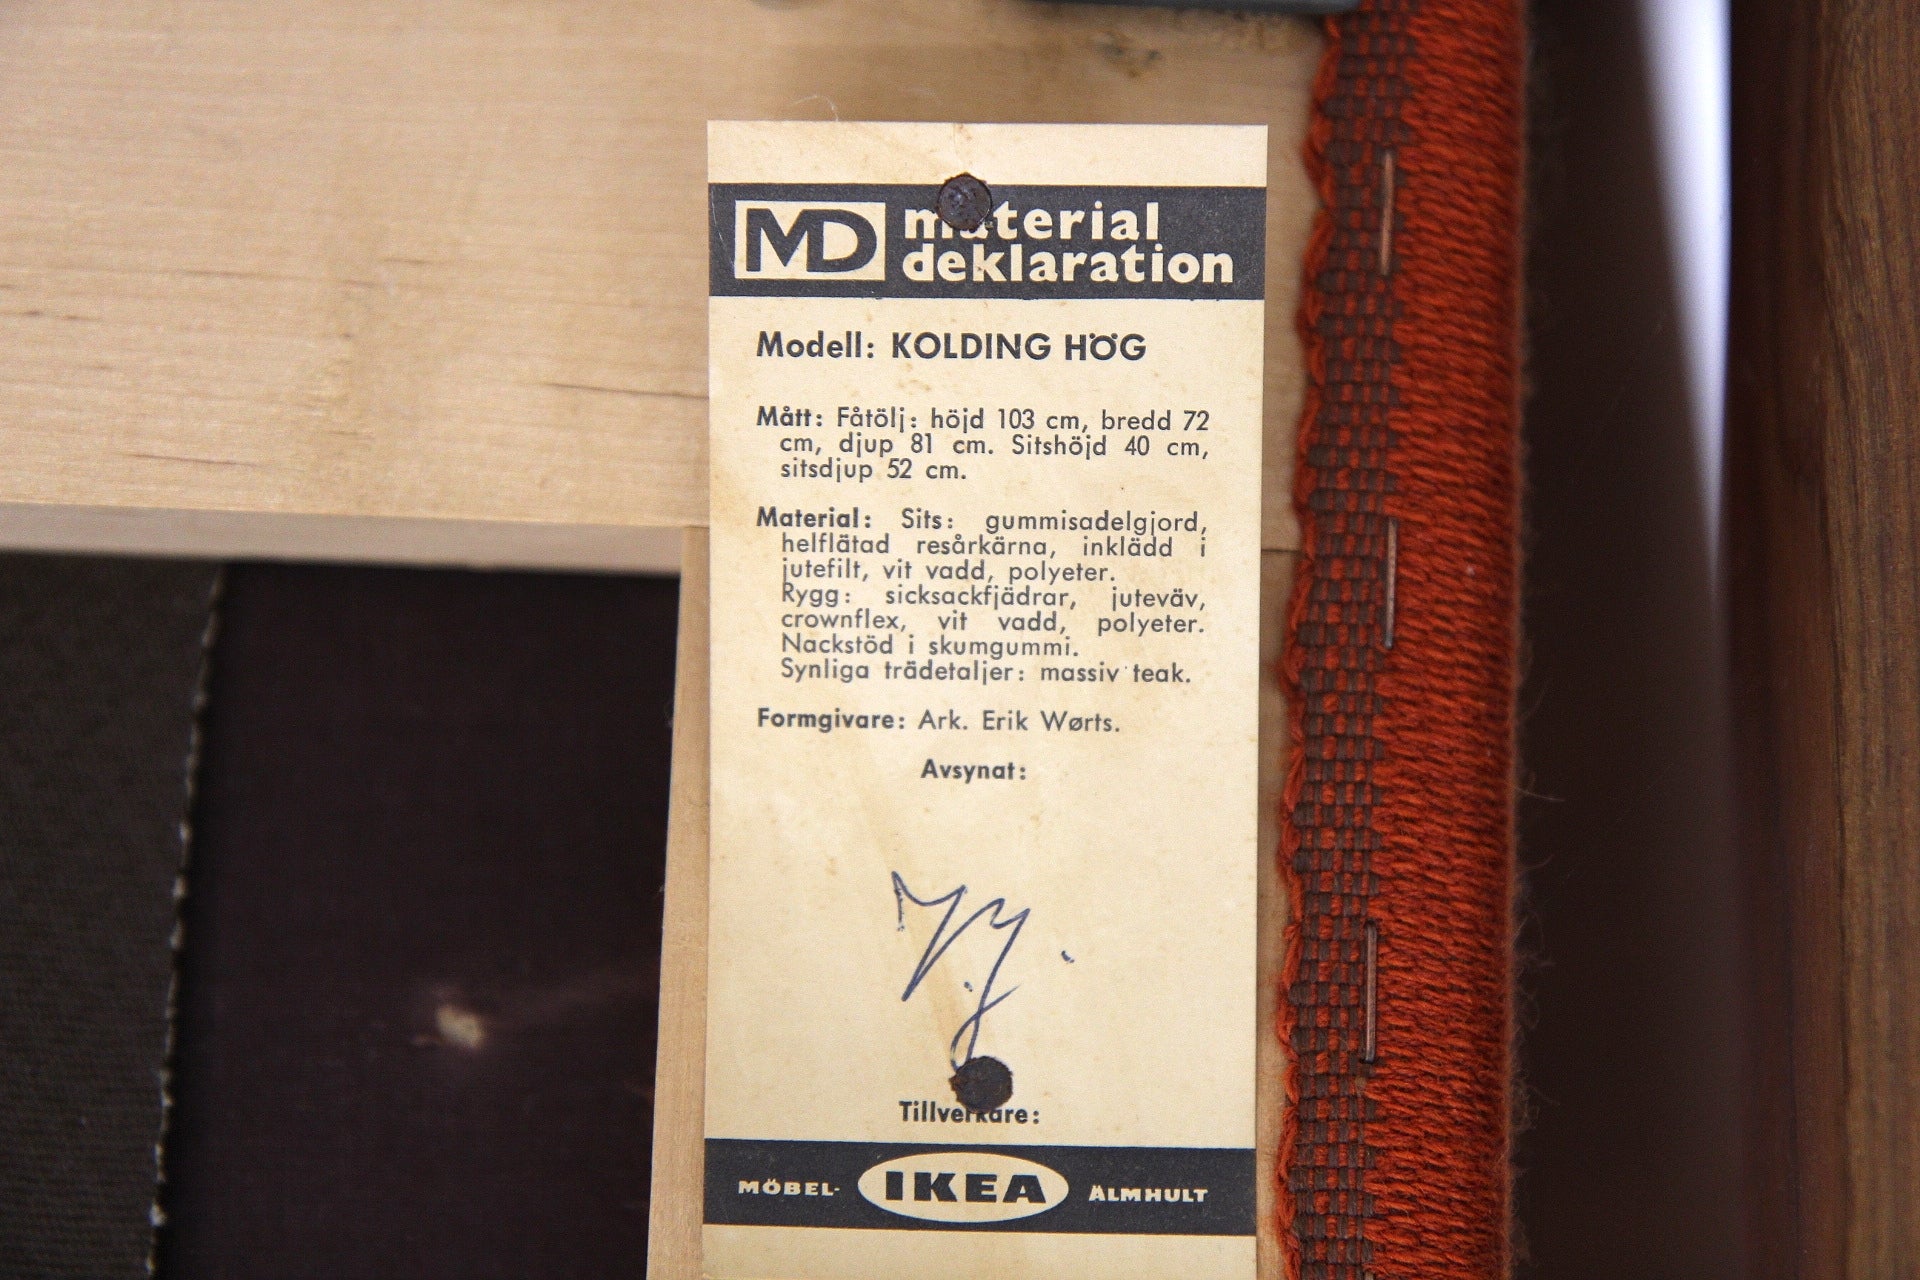 MD material
deklaration
Modell: KOLDING HÖG
Mått: Fåtölj: höjd 103 cm, bredd 72
cm, djup 81 cm. Sitshöjd 40 cm,
sitsdjup 52 cm.
Material: Sits: gummisadelgjord,
helflätad resårkärna, inklädd i
jutefilt, vit vadd, polyeter.
Rygg: sicksackfjädrar, juteväv,
crownflex, vit vadd, polyeter.
Nackstöd i skumgummi.
Synliga trädetaljer: massiv teak.
Formgivare: Ark. Erik Wørts.
Avsynat:
Tillverkare:
MÖBEL- IKEA ÄLMHULT